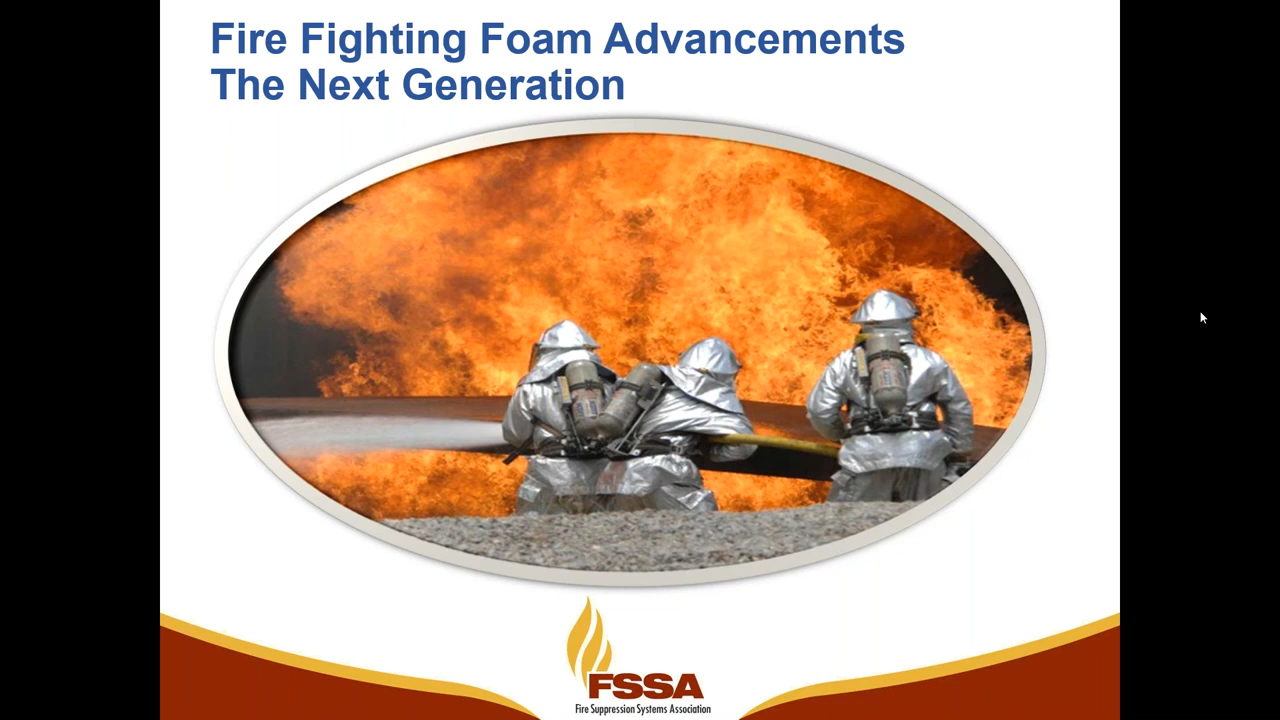 Fire Fighting Foam Advancements
The Next Generation
FSSA
Fire Suppression Systems Association